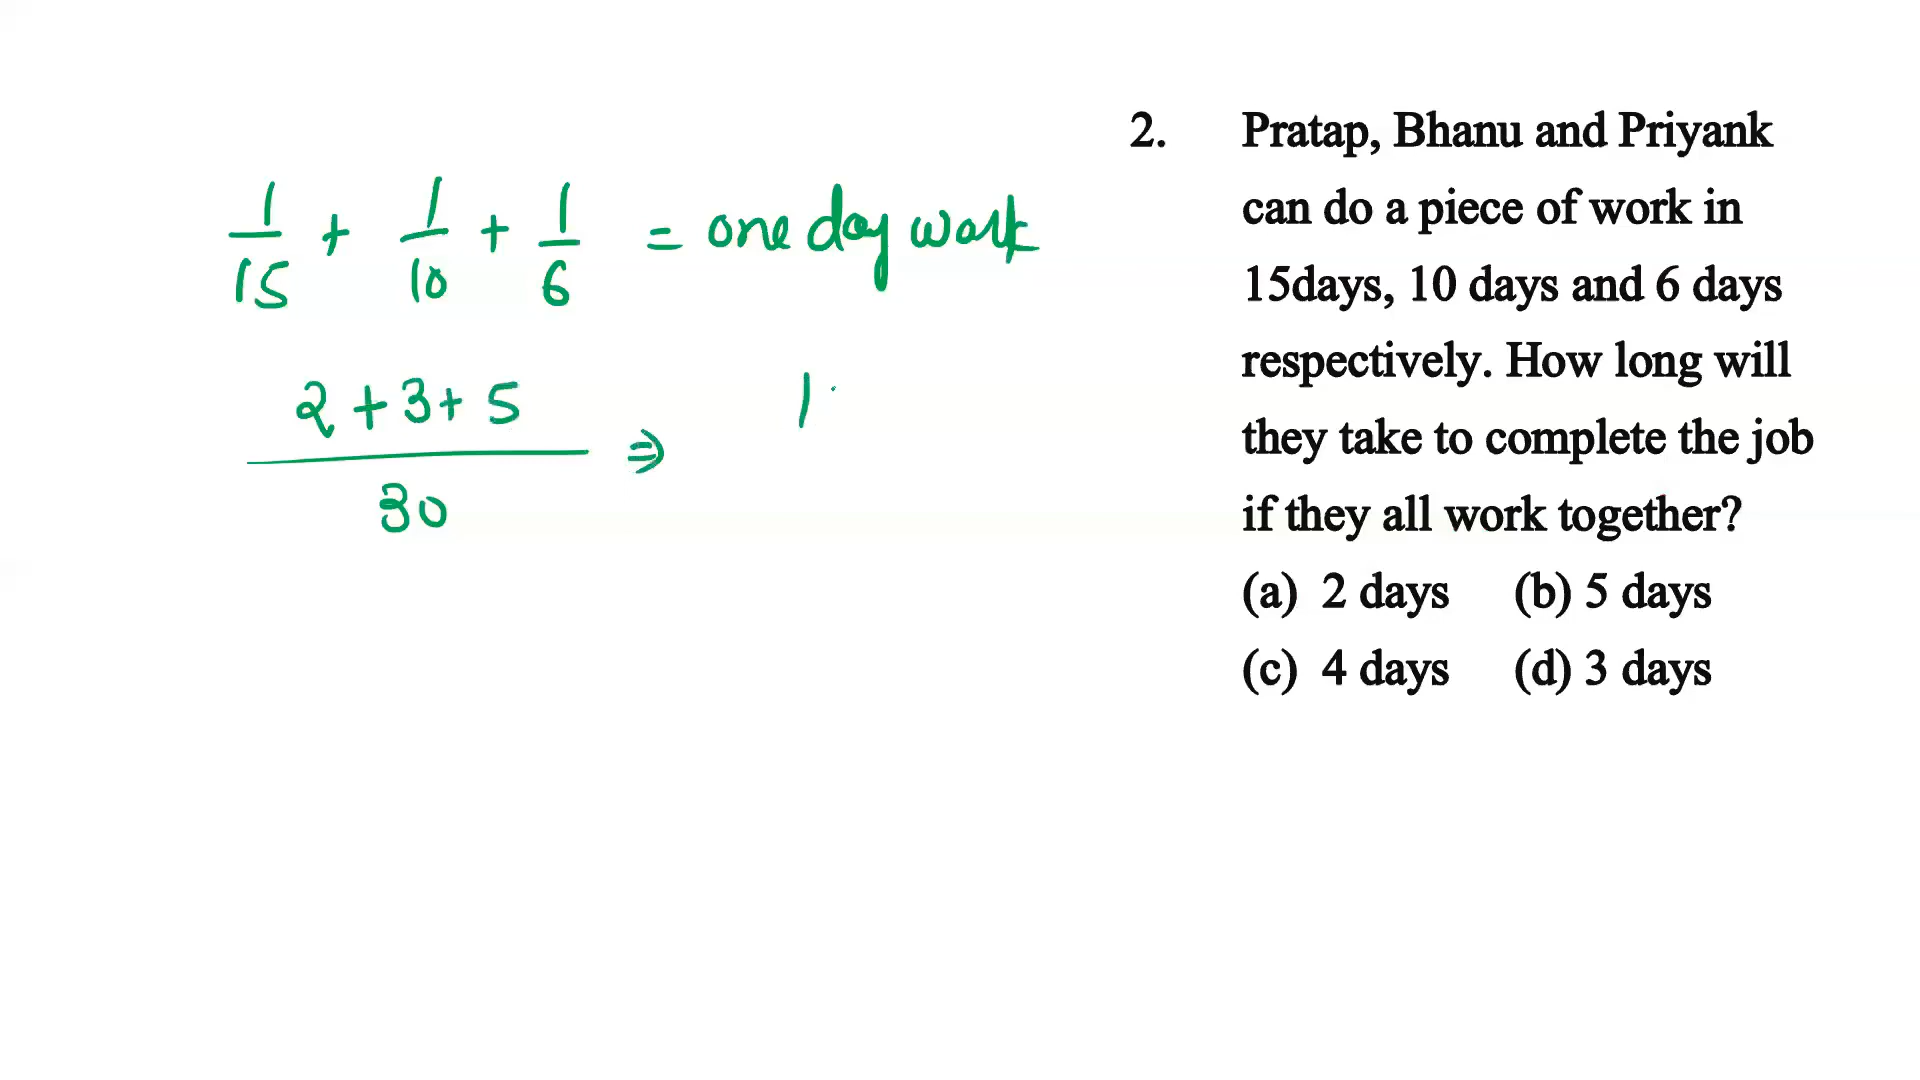 1/15 + 1/10 + 1/6 = one day work
2 + 3 + 5 / 30 ⇒ 1
2. Pratap, Bhanu and Priyank
can do a piece of work in
15days, 10 days and 6 days
respectively. How long will
they take to complete the job
if they all work together?
(a) 2 days (b) 5 days
(c) 4 days (d) 3 days